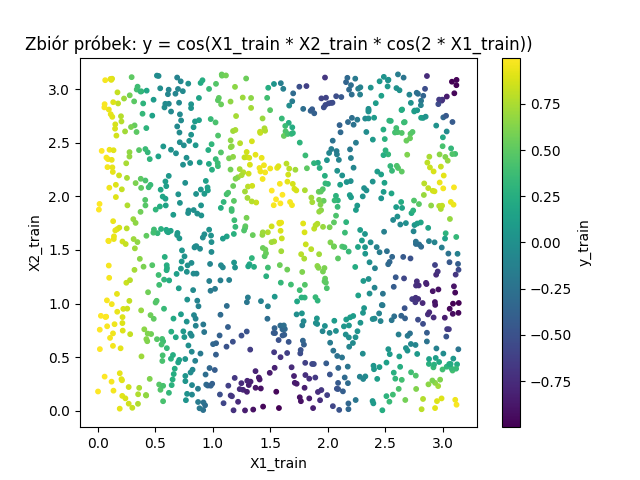 Zbiór próbek: y = cos(X1_train * X2_train * cos(2 * X1_train))
3.0
2.5
2.0
1.5
1.0
0.5
0.0
X2_train
0.0 0.5 1.0 1.5 2.0 2.5 3.0
X1_train
0.75
0.50
0.25
0.00
−0.25
−0.50
−0.75
y_train